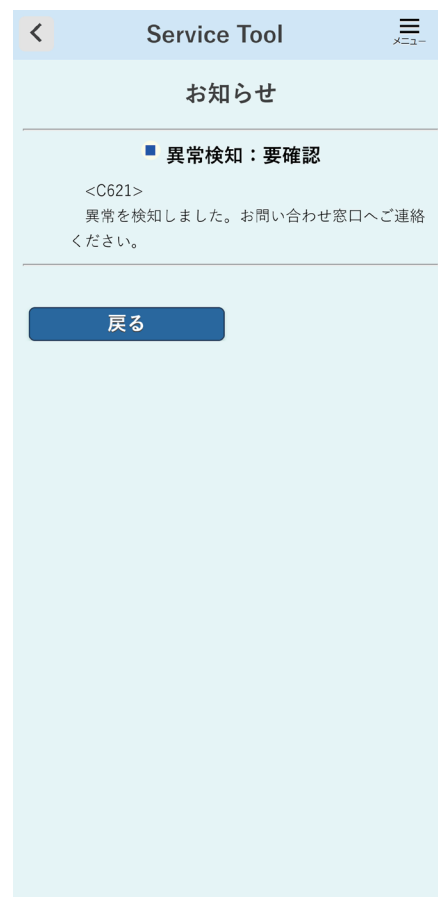 Service Tool
メニュー
お知らせ
異常検知：要確認
<C621>
異常を検知しました。お問い合わせ窓口へご連絡
ください。
戻る